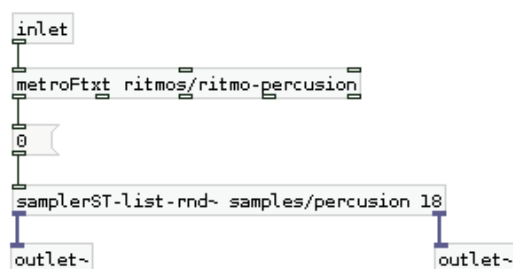 inlet
metroFtxt ritmos/ritmo-percusion
0
samplerST-list-rnd~ samples/percusion 18
outlet~ outlet~